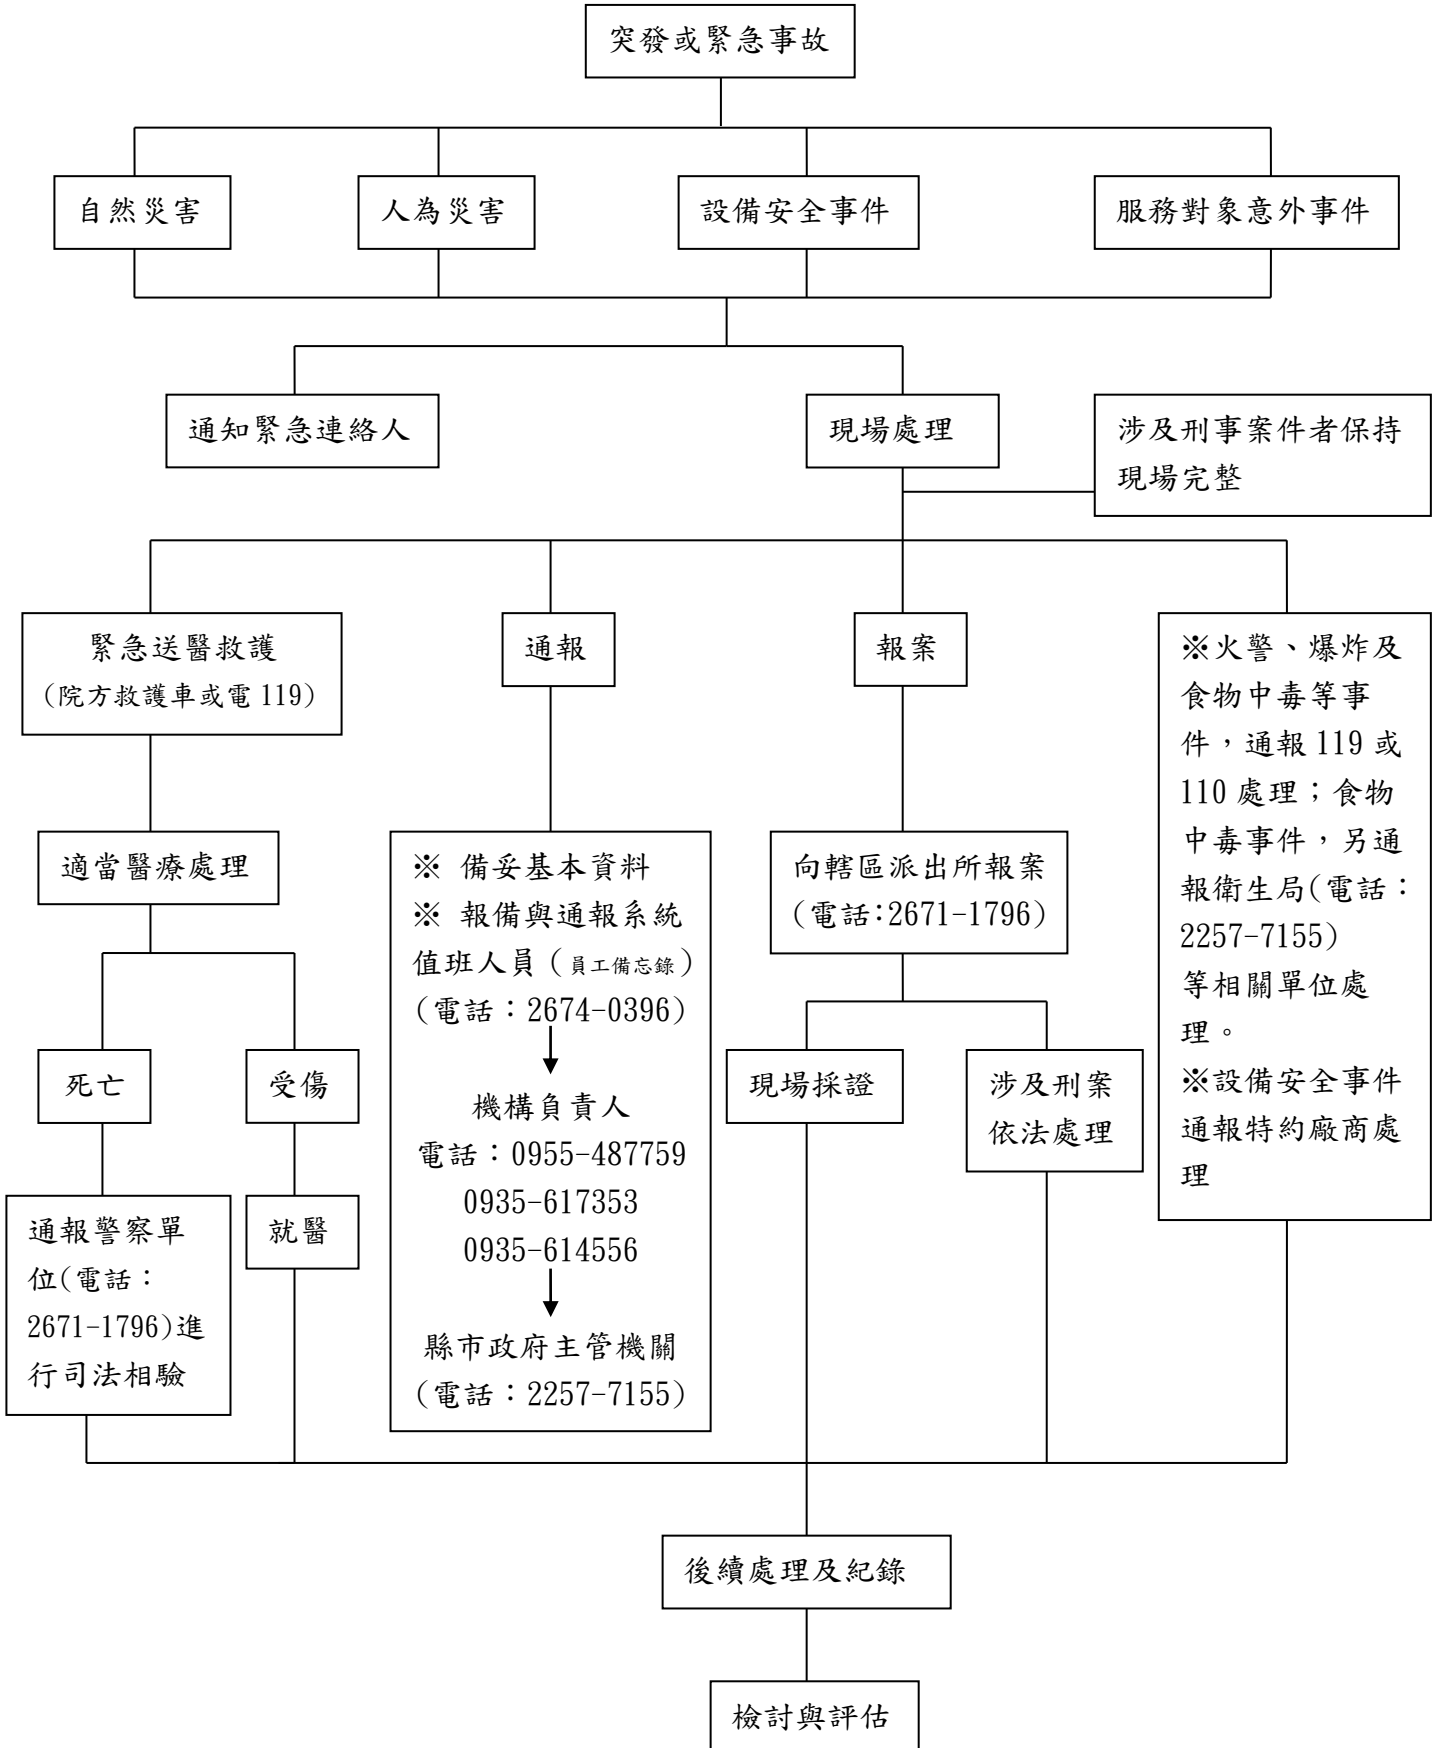 突發或緊急事故
自然災害
人為災害
設備安全事件
服務對象意外事件
通知緊急連絡人
現場處理
涉及刑事案件者保持
現場完整
緊急送醫救護
(院方救護車或電 119)
通報
報案
※火警、爆炸及
食物中毒等事
件，通報 119 或
110 處理；食物
中毒事件，另通
報衛生局(電話：
2257-7155)
等相關單位處
理。
※設備安全事件
通報特約廠商處
理
適當醫療處理
※ 備妥基本資料
※ 報備與通報系統
值班人員（員工備忘錄）
(電話：2674-0396)
機構負責人
電話：0955-487759
0935-617353
0935-614556
縣市政府主管機關
(電話：2257-7155)
向轄區派出所報案
(電話:2671-1796)
死亡
受傷
現場採證
涉及刑案
依法處理
通報警察單
位(電話：
2671-1796)進
行司法相驗
就醫
後續處理及紀錄
檢討與評估